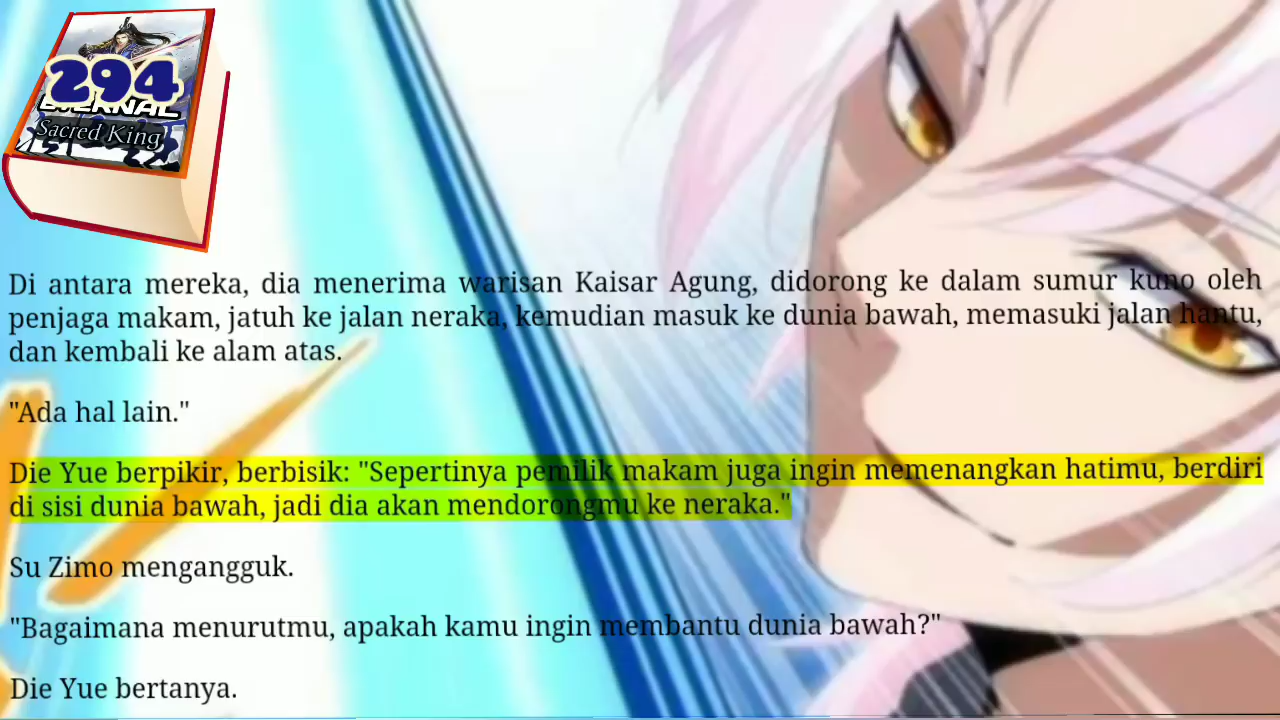 294
ETERNAL
Sacred King
Di antara mereka, dia menerima warisan Kaisar Agung, didorong ke dalam sumur kuno oleh
penjaga makam, jatuh ke jalan neraka, kemudian masuk ke dunia bawah, memasuki jalan hantu,
dan kembali ke alam atas.
"Ada hal lain."
Die Yue berpikir, berbisik: "Sepertinya pemilik makam juga ingin memenangkan hatimu, berdiri
di sisi dunia bawah, jadi dia akan mendorongmu ke neraka."
Su Zimo mengangguk.
"Bagaimana menurutmu, apakah kamu ingin membantu dunia bawah?"
Die Yue bertanya.